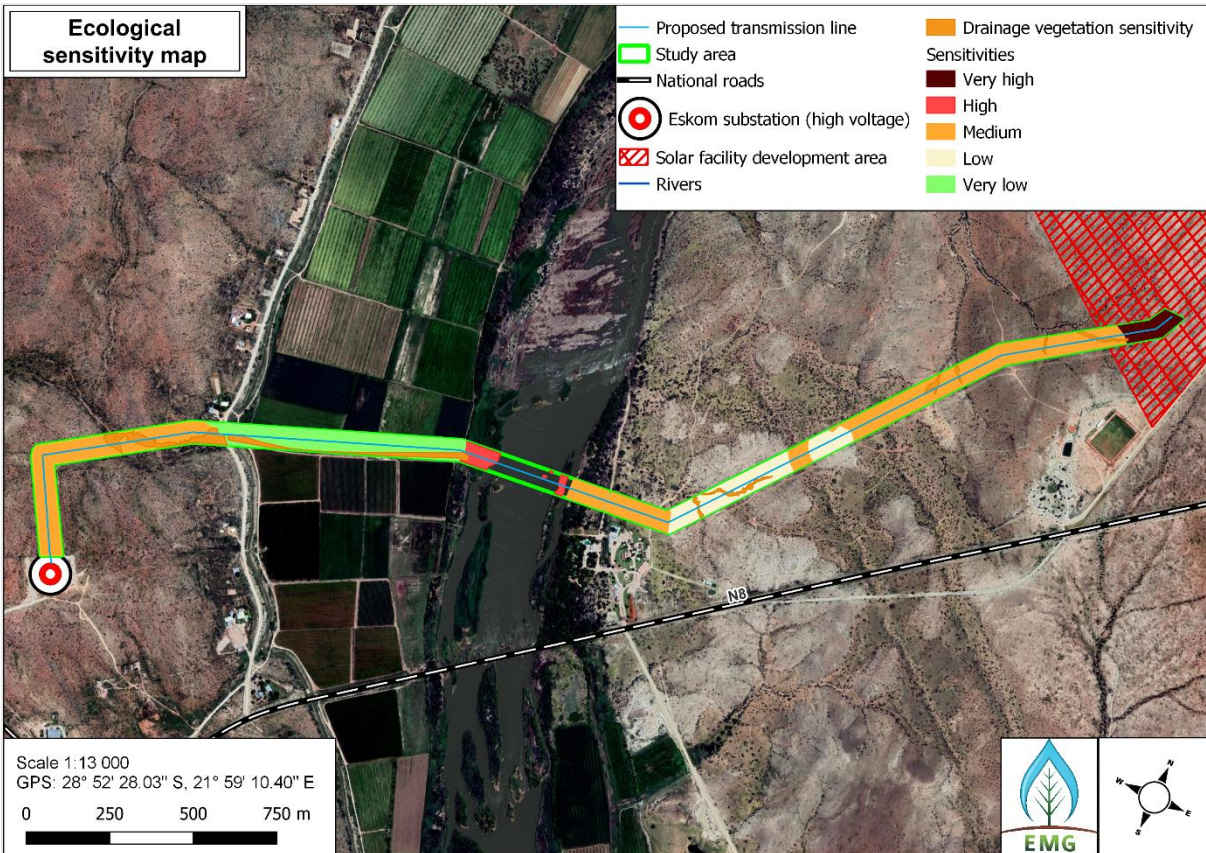 Ecological
sensitivity map
Proposed transmission line
Study area
National roads
Eskom substation (high voltage)
Solar facility development area
Rivers
Drainage vegetation sensitivity
Sensitivities
Very high
High
Medium
Low
Very low
N8
Scale 1:13 000
GPS: 28° 52' 28.03" S, 21° 59' 10.40" E
0 250 500 750 m
EMG
N
W
E
S